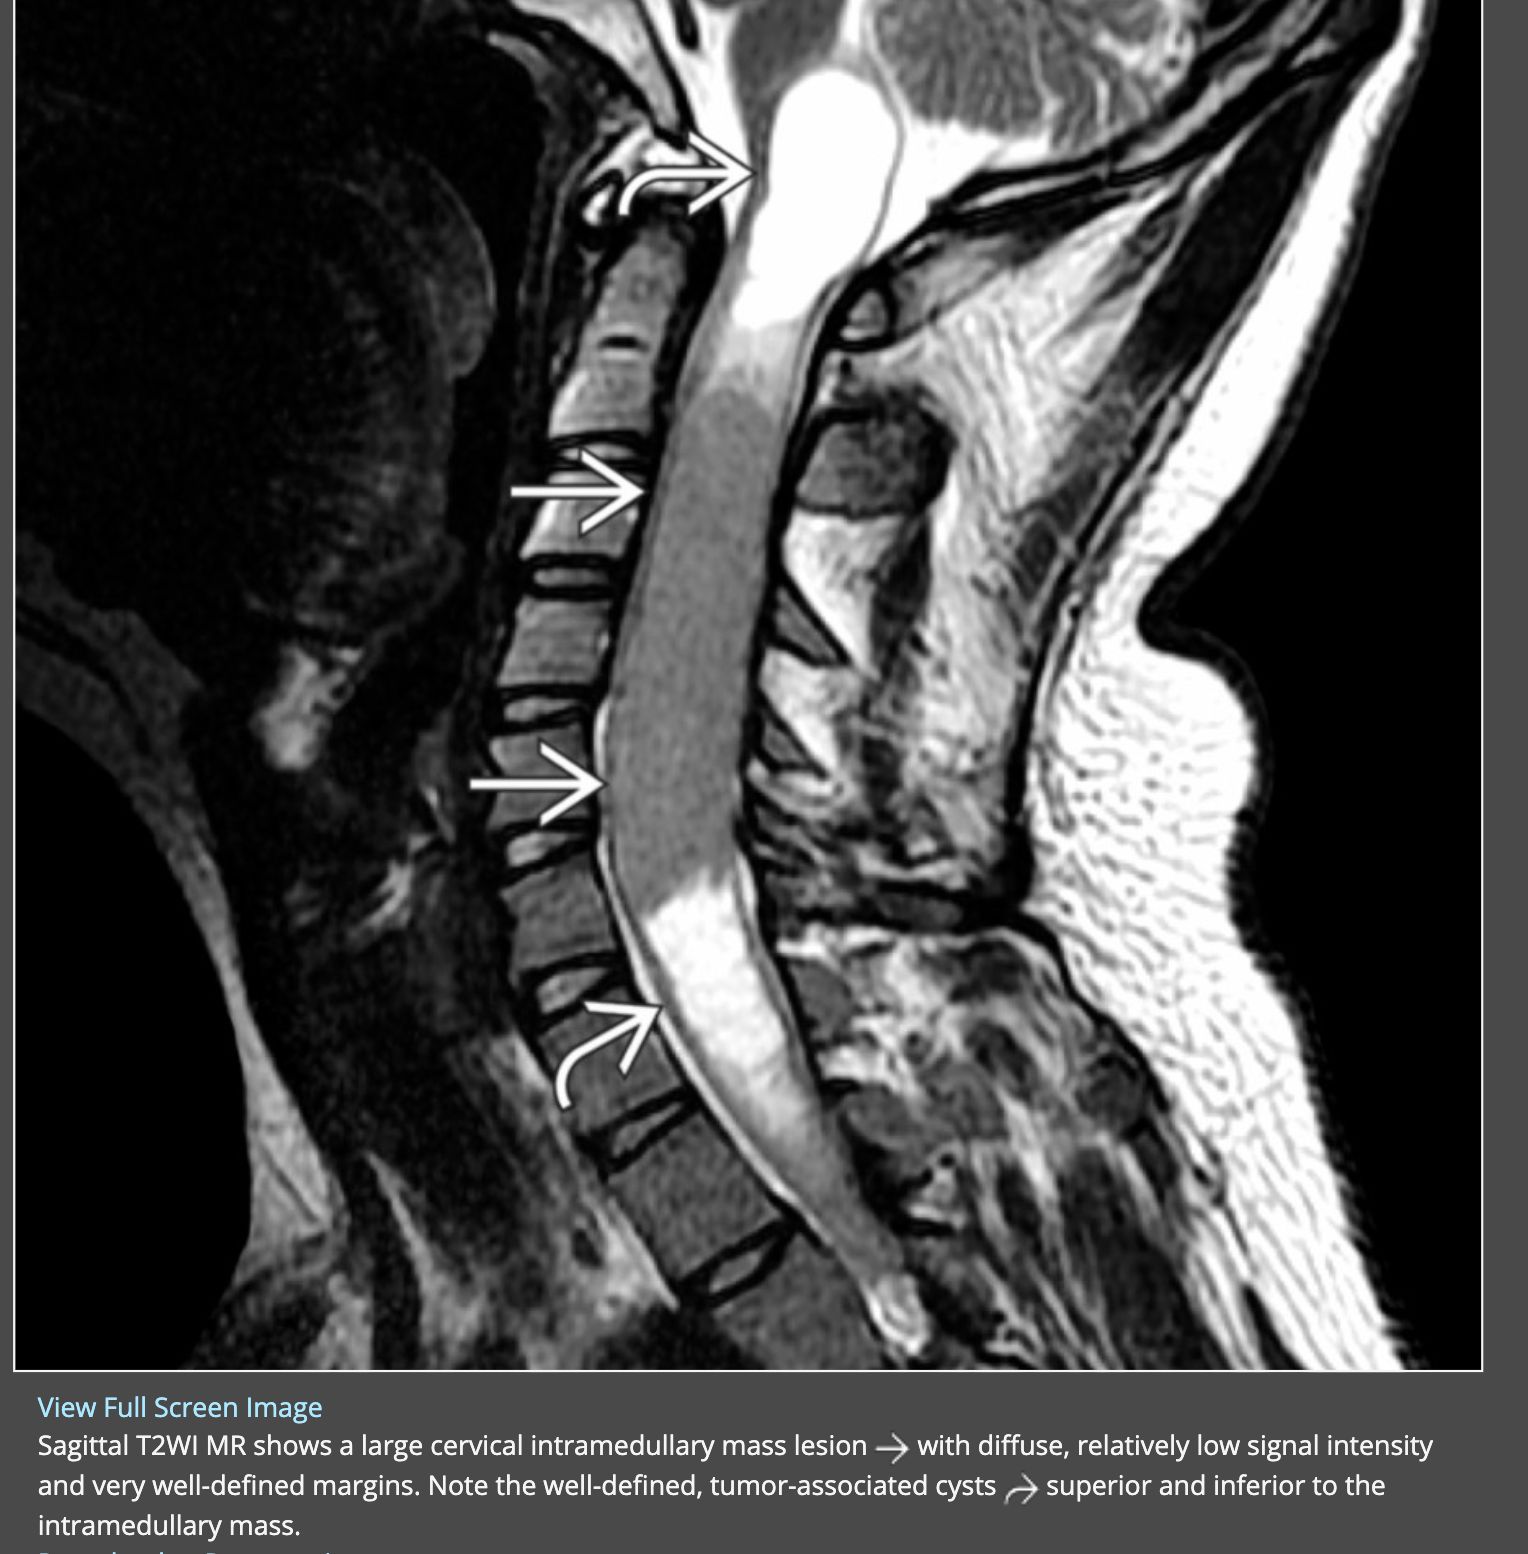 View Full Screen Image
Sagittal T2WI MR shows a large cervical intramedullary mass lesion → with diffuse, relatively low signal intensity
and very well-defined margins. Note the well-defined, tumor-associated cysts ↪ superior and inferior to the
intramedullary mass.